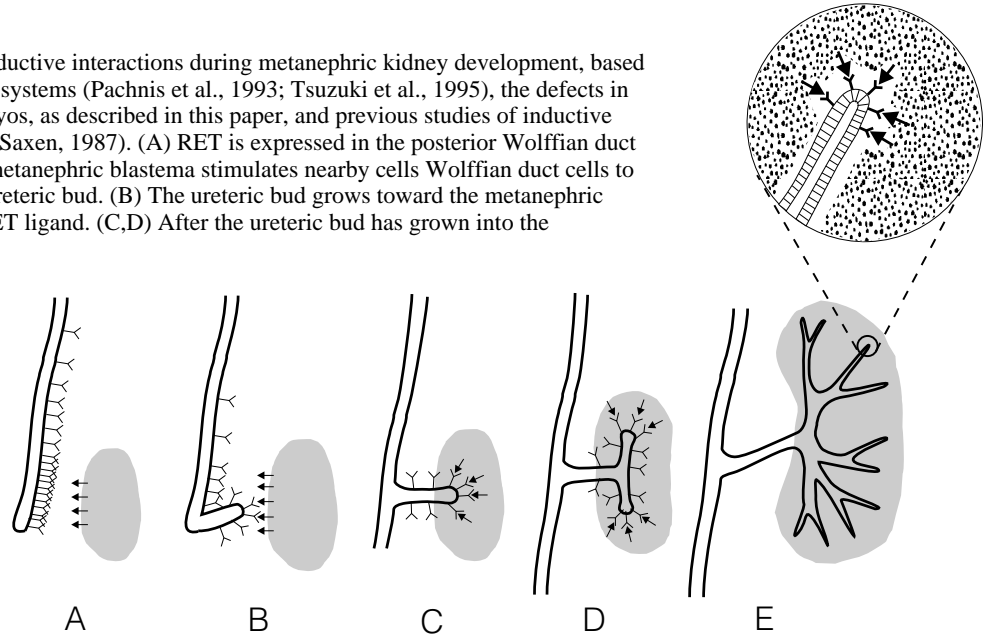 ductive interactions during metanephric kidney development, based
systems (Pachnis et al., 1993; Tsuzuki et al., 1995), the defects in
yos, as described in this paper, and previous studies of inductive
Saxen, 1987). (A) RET is expressed in the posterior Wolffian duct
metanephric blastema stimulates nearby cells Wolffian duct cells to
reteric bud. (B) The ureteric bud grows toward the metanephric
ET ligand. (C,D) After the ureteric bud has grown into the
A B C D E